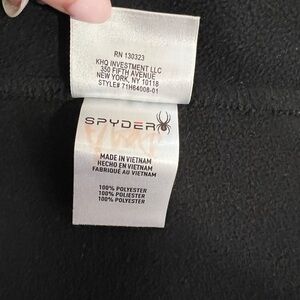 RN 130323
KHQ INVESTMENT LLC
350 FIFTH AVENUE
NEW YORK, NY 10118
STYLE# 71H64008-01
SPYDER
MADE IN VIETNAM
HECHO EN VIETNAM
FABRIQUÉ AU VIETNAM
100% POLYESTER
100% POLIESTER
100% POLYESTER